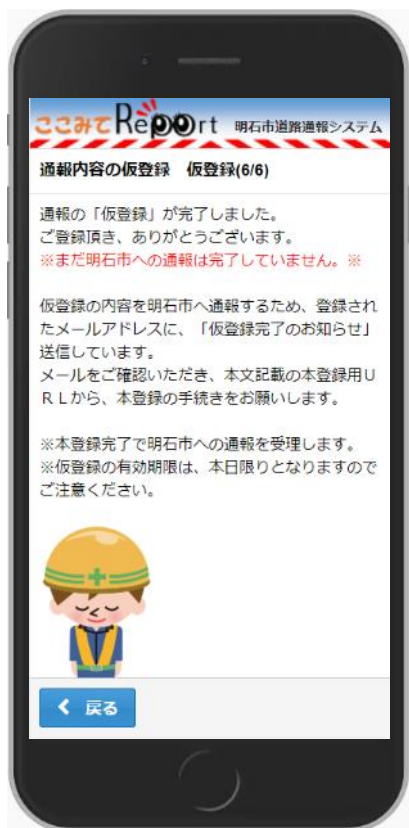 ここみてReport 明石市道路通報システム
通報内容の仮登録 仮登録(6/6)
通報の「仮登録」が完了しました。
ご登録頂き、ありがとうございます。
※まだ明石市への通報は完了していません。※
仮登録の内容を明石市へ通報するため、登録され
たメールアドレスに、「仮登録完了のお知らせ」
送信しています。
メールをご確認いただき、本文記載の本登録用U
RLから、本登録の手続きをお願いします。
※本登録完了で明石市への通報を受理します。
※仮登録の有効期限は、本日限りとなりますので
ご注意ください。
戻る